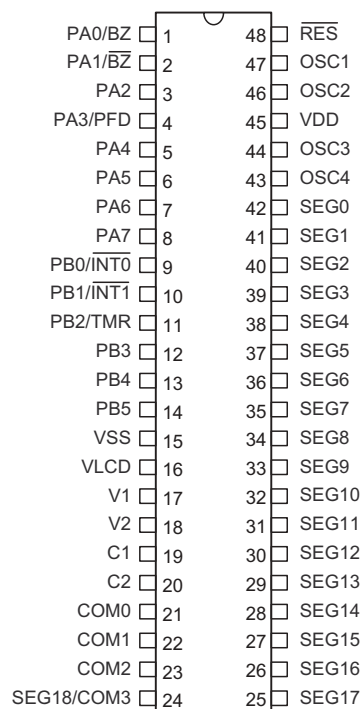 PA0/BZ 1 48 R̅E̅S̅
PA1/B̅Z̅ 2 47 OSC1
PA2 3 46 OSC2
PA3/PFD 4 45 VDD
PA4 5 44 OSC3
PA5 6 43 OSC4
PA6 7 42 SEG0
PA7 8 41 SEG1
PB0/I̅N̅T̅0̅ 9 40 SEG2
PB1/I̅N̅T̅1̅ 10 39 SEG3
PB2/TMR 11 38 SEG4
PB3 12 37 SEG5
PB4 13 36 SEG6
PB5 14 35 SEG7
VSS 15 34 SEG8
VLCD 16 33 SEG9
V1 17 32 SEG10
V2 18 31 SEG11
C1 19 30 SEG12
C2 20 29 SEG13
COM0 21 28 SEG14
COM1 22 27 SEG15
COM2 23 26 SEG16
SEG18/COM3 24 25 SEG17